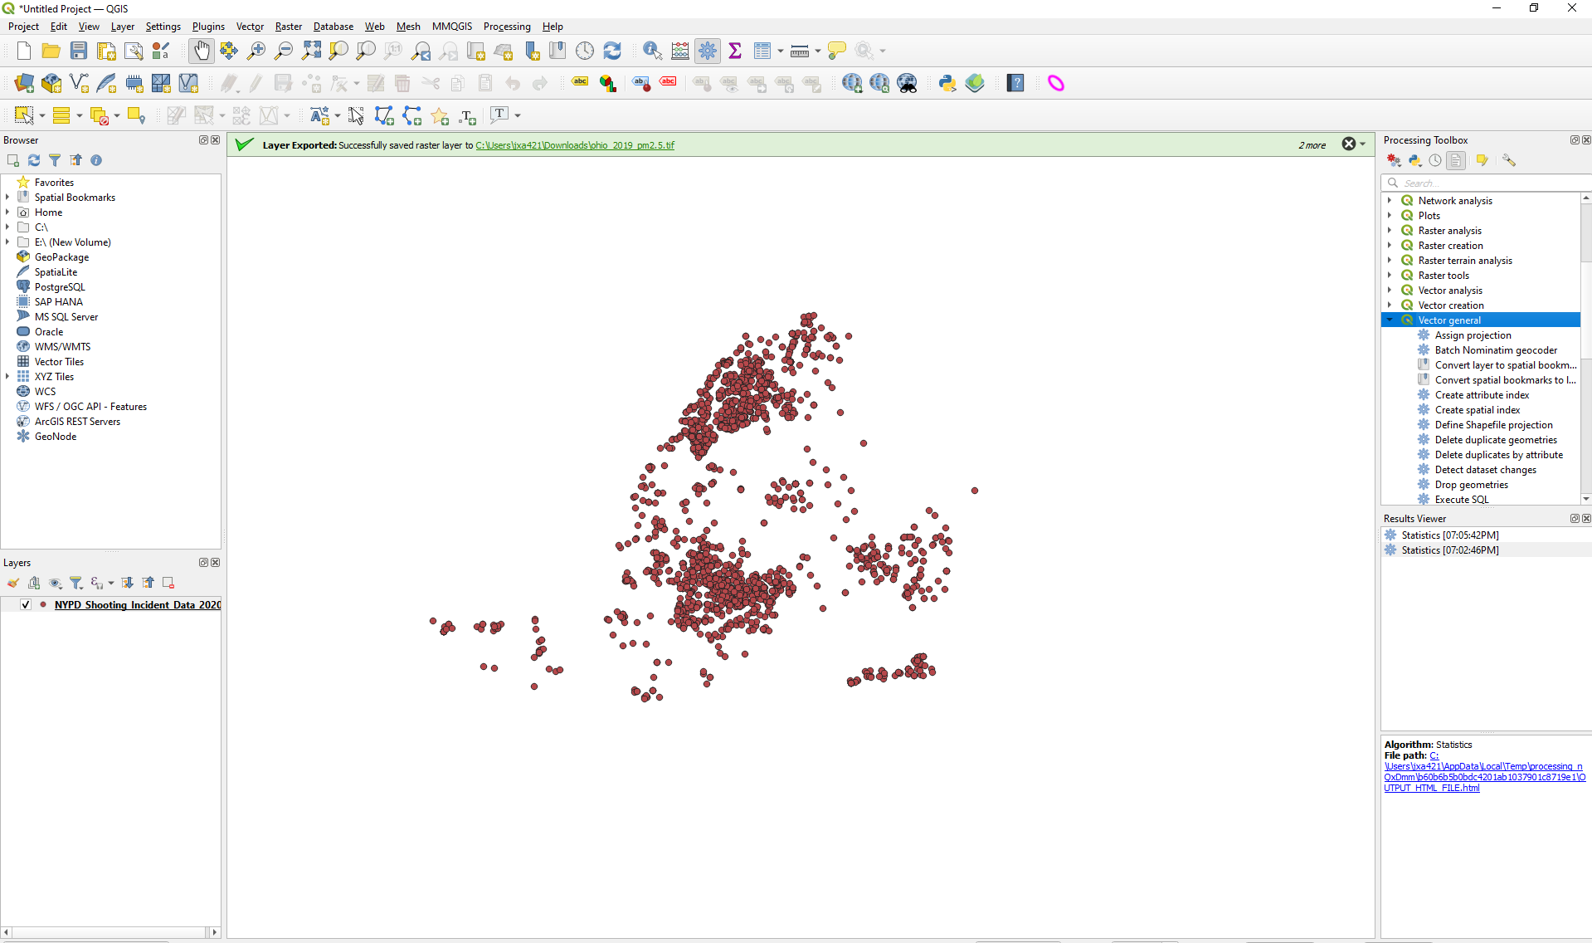 *Untitled Project — QGIS
Project Edit View Layer Settings Plugins Vector Raster Database Web Mesh MMQGIS Processing Help
Browser
Favorites
Spatial Bookmarks
Home
C:\
E:\ (New Volume)
GeoPackage
SpatiaLite
PostgreSQL
SAP HANA
MS SQL Server
Oracle
WMS/WMTS
Vector Tiles
XYZ Tiles
WCS
WFS / OGC API - Features
ArcGIS REST Servers
GeoNode
Layers
NYPD_Shooting_Incident_Data_2020
Layer Exported: Successfully saved raster layer to C:\Users\ixa421\Downloads\ohio_2019_pm2.5.tif
2 more
Processing Toolbox
Search...
Network analysis
Plots
Raster analysis
Raster creation
Raster terrain analysis
Raster tools
Vector analysis
Vector creation
Vector general
Assign projection
Batch Nominatim geocoder
Convert layer to spatial bookm...
Convert spatial bookmarks to l...
Create attribute index
Create spatial index
Define Shapefile projection
Delete duplicate geometries
Delete duplicates by attribute
Detect dataset changes
Drop geometries
Execute SQL
Results Viewer
Statistics [07:05:42PM]
Statistics [07:02:46PM]
Algorithm: Statistics
File path: C:
\Users\ixa421\AppData\Local\Temp\processing_n
QxDmm\b60b6b5b0bdc4201ab1037901c8719e1\O
UTPUT_HTML_FILE.html